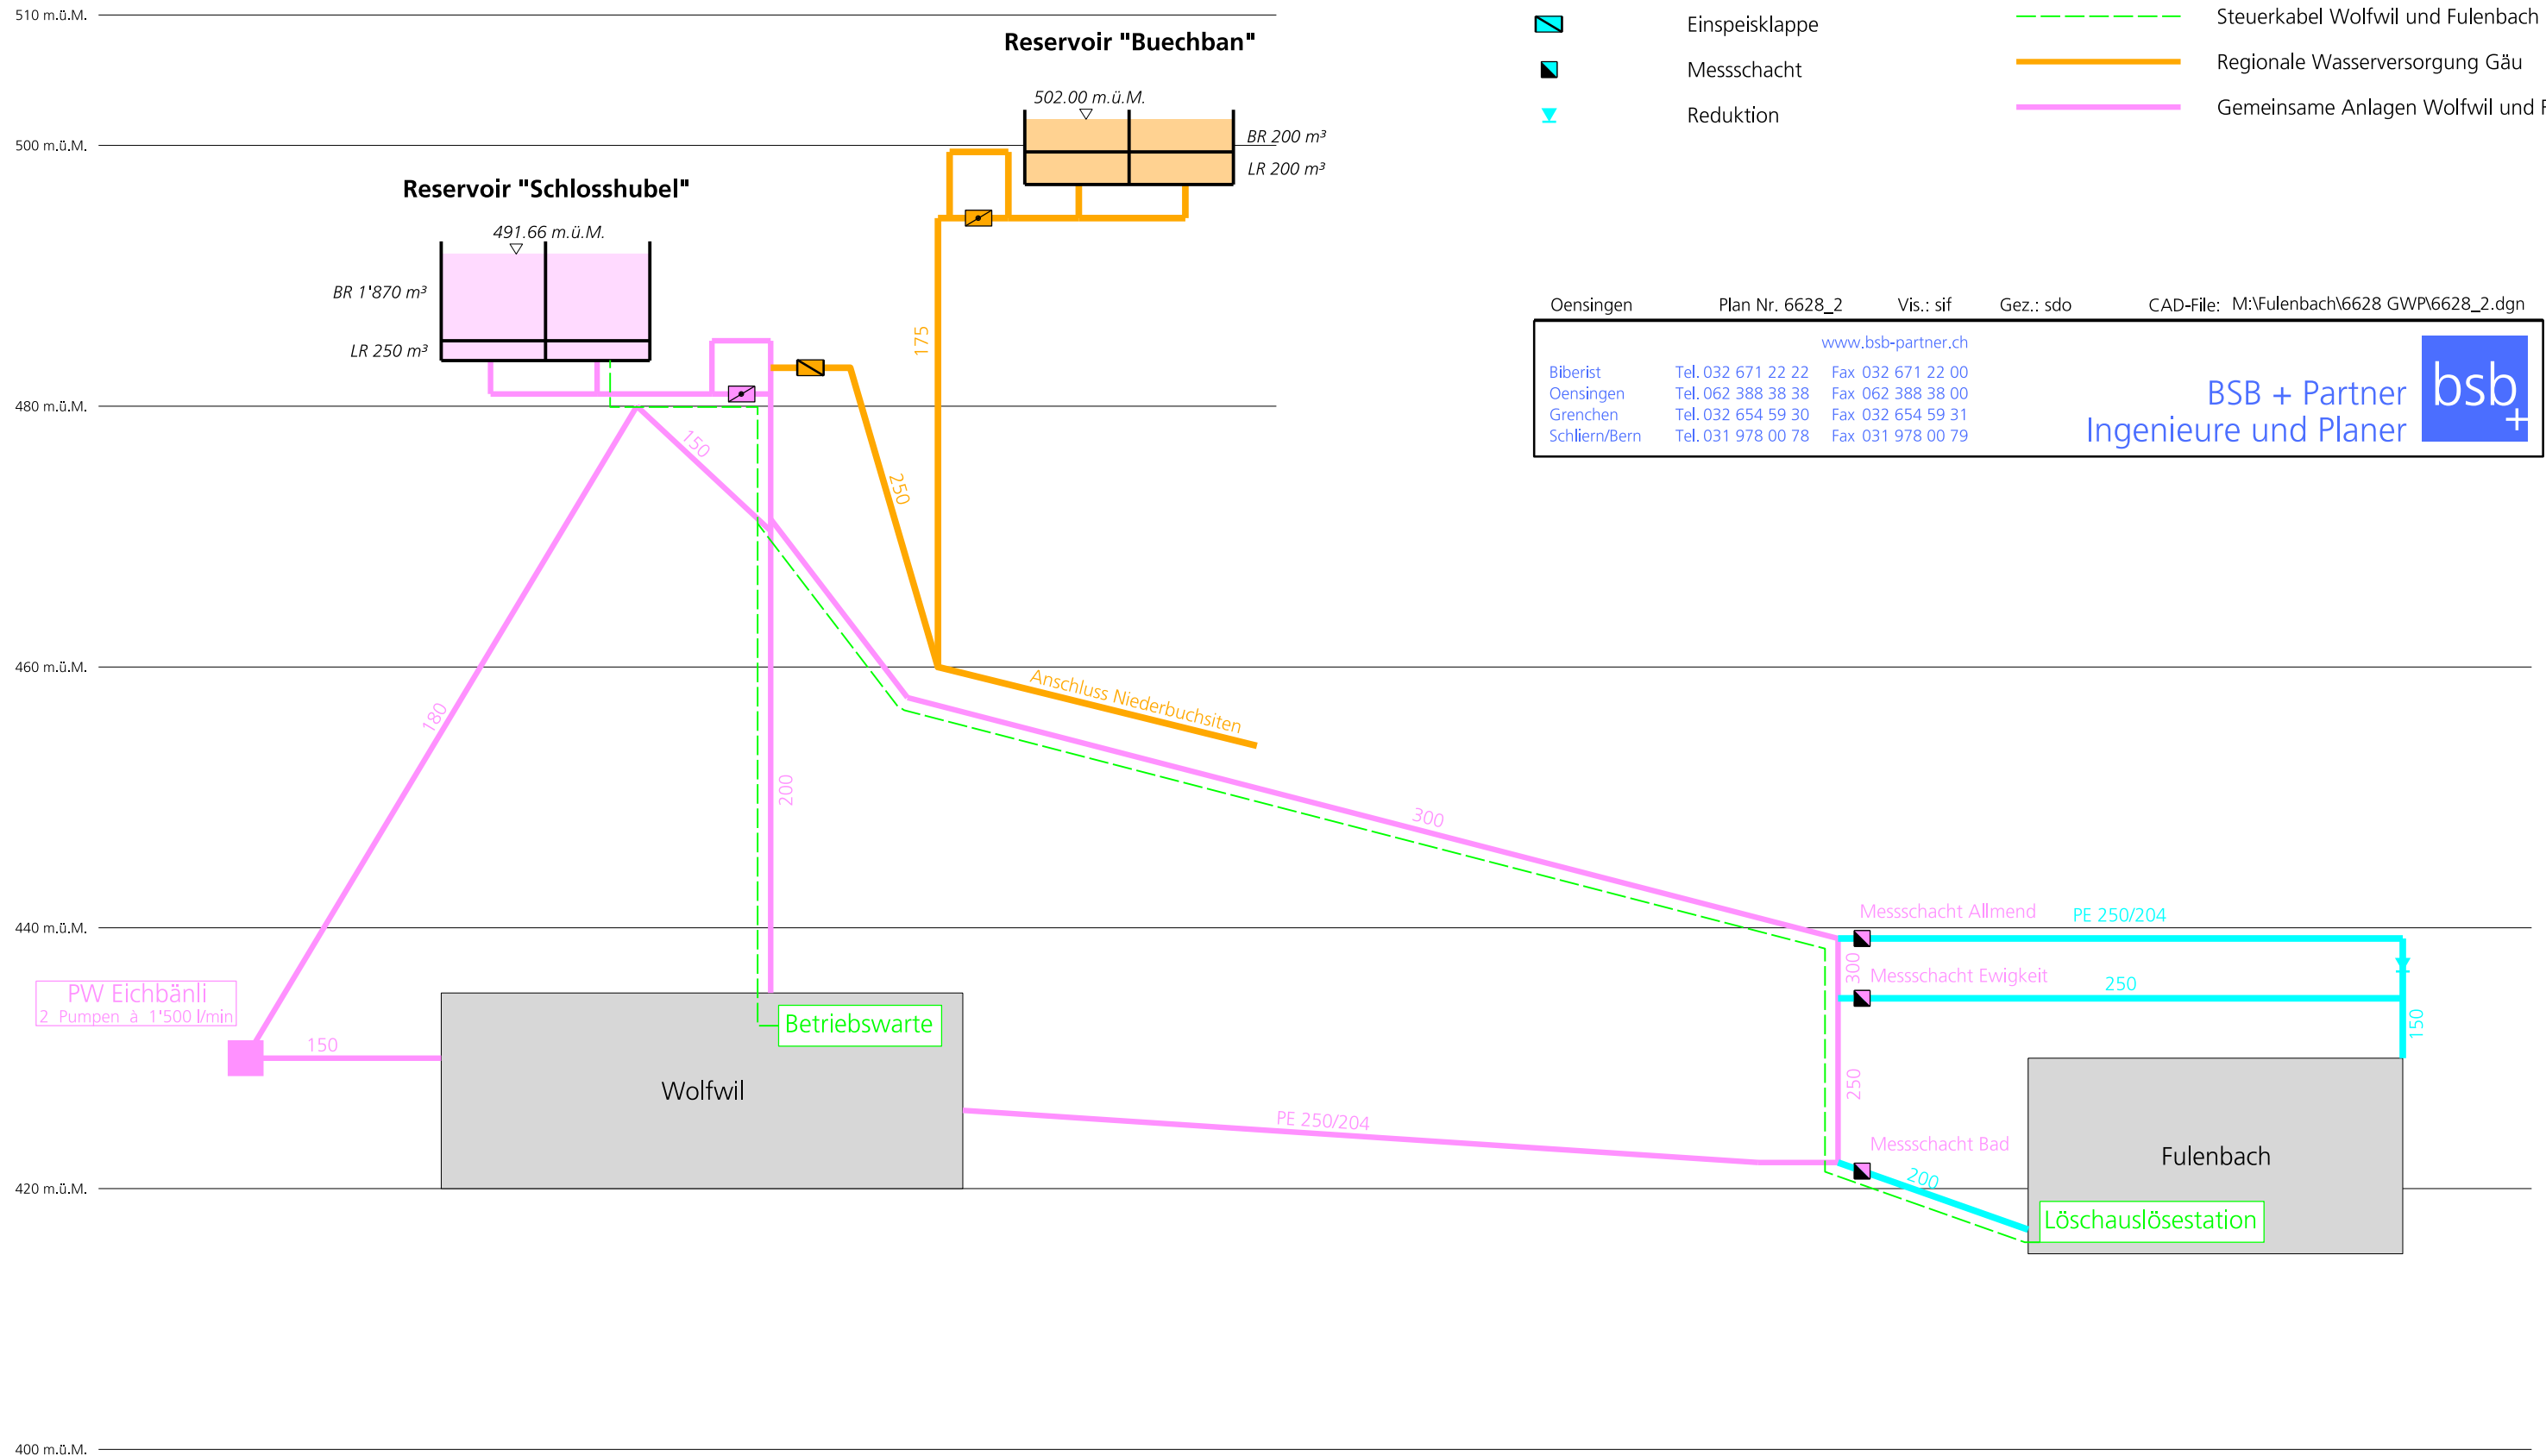 510 m.ü.M.
Reservoir "Buechban"
502.00 m.ü.M.
BR 200 m³
LR 200 m³
500 m.ü.M.
Reservoir "Schlosshubel"
491.66 m.ü.M.
BR 1'870 m³
LR 250 m³
480 m.ü.M.
175
150
250
460 m.ü.M.
Anschluss Niederbuchsiten
180
200
300
440 m.ü.M.
Einspeisklappe
Messschacht
Reduktion
Steuerkabel Wolfwil und Fulenbach
Regionale Wasserversorgung Gäu
Gemeinsame Anlagen Wolfwil und F
Oensingen Plan Nr. 6628_2 Vis.: sif Gez.: sdo CAD-File: M:\Fulenbach\6628 GWP\6628_2.dgn
www.bsb-partner.ch
Biberist Tel. 032 671 22 22 Fax 032 671 22 00
Oensingen Tel. 062 388 38 38 Fax 062 388 38 00
Grenchen Tel. 032 654 59 30 Fax 032 654 59 31
Schliern/Bern Tel. 031 978 00 78 Fax 031 978 00 79
BSB + Partner
Ingenieure und Planer
bsb
+
Messschacht Allmend
PE 250/204
300
Messschacht Ewigkeit
250
150
250
PW Eichbänli
2 Pumpen à 1'500 l/min
150
Betriebswarte
Wolfwil
PE 250/204
Messschacht Bad
200
Fulenbach
Löschauslösestation
420 m.ü.M.
400 m.ü.M.